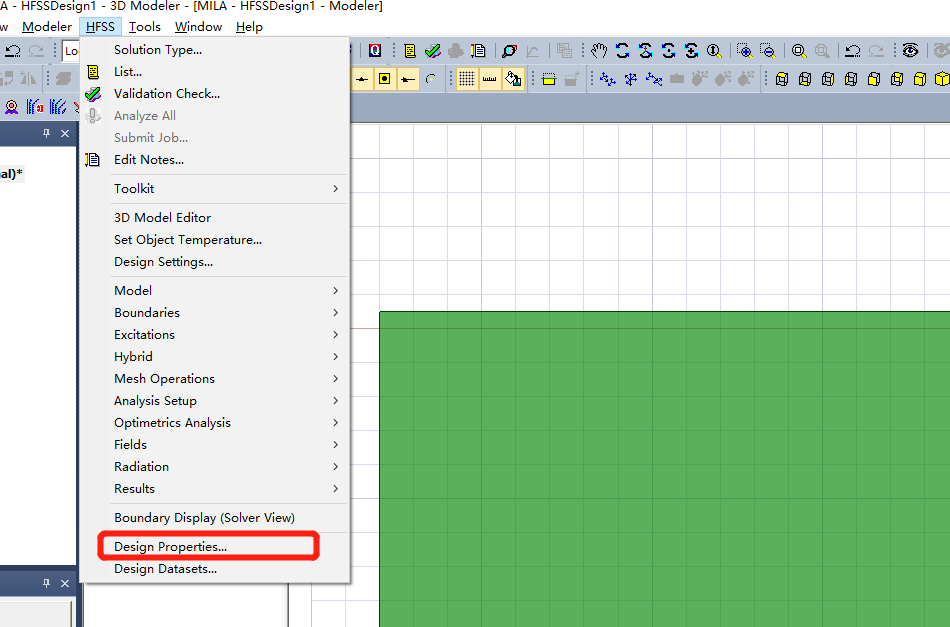 A - HFSSDesign1 - 3D Modeler - [MILA - HFSSDesign1 - Modeler]
w Modeler HFSS Tools Window Help
Lo
Solution Type...
List...
Validation Check...
Analyze All
Submit Job...
Edit Notes...
al)*
Toolkit
3D Model Editor
Set Object Temperature...
Design Settings...
Model
Boundaries
Excitations
Hybrid
Mesh Operations
Analysis Setup
Optimetrics Analysis
Fields
Radiation
Results
Boundary Display (Solver View)
Design Properties...
Design Datasets...